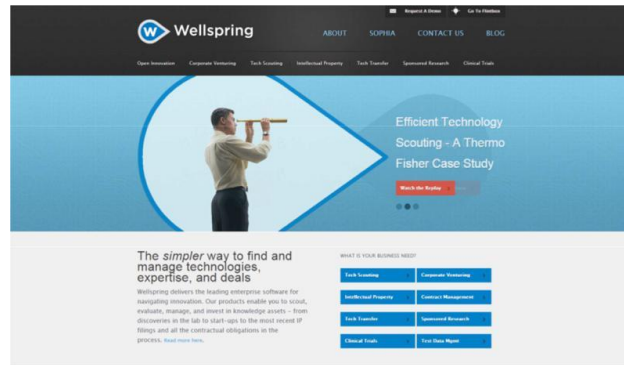 Request A Demo Go To Flintbox
w Wellspring
ABOUT SOPHIA CONTACT US BLOG
Open Innovation Corporate Venturing Tech Scouting Intellectual Property Tech Transfer Sponsored Research Clinical Trials
Efficient Technology
Scouting - A Thermo
Fisher Case Study
Watch the Replay
The simpler way to find and
manage technologies,
expertise, and deals
Wellspring delivers the leading enterprise software for
navigating innovation. Our products enable you to scout,
evaluate, manage, and invest in knowledge assets – from
discoveries in the lab to start-ups to the most recent IP
filings and all the contractual obligations in the
process. Read more here.
WHAT IS YOUR BUSINESS NEED?
Tech Scouting Corporate Venturing
Intellectual Property Contract Management
Tech Transfer Sponsored Research
Clinical Trials Test Data Mgmt